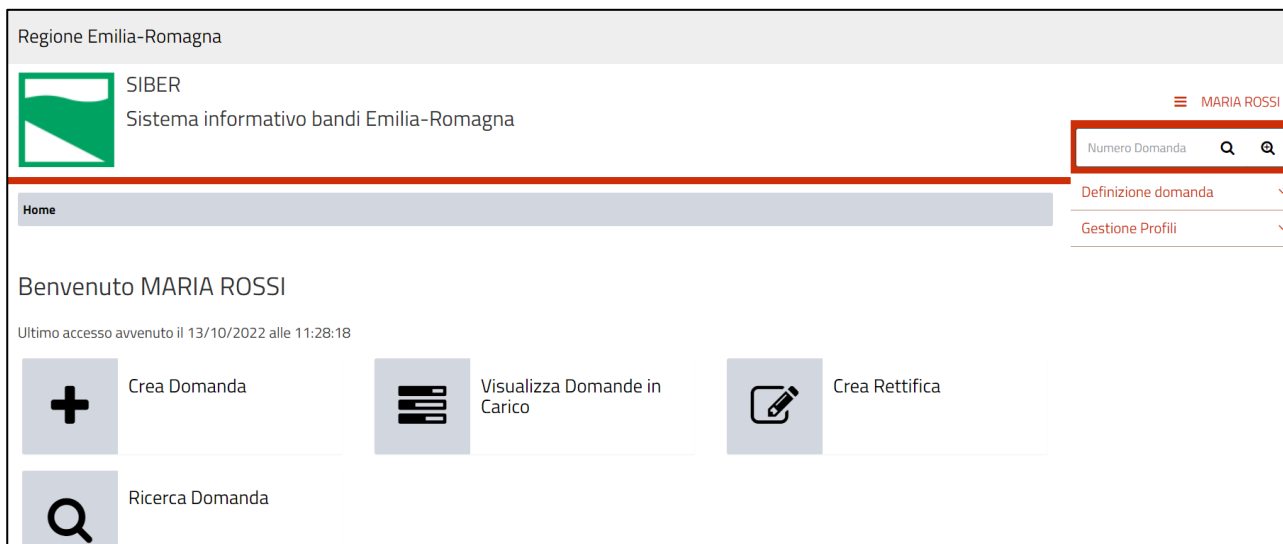 Regione Emilia-Romagna
SIBER
Sistema informativo bandi Emilia-Romagna
MARIA ROSSI
Numero Domanda
Definizione domanda
Gestione Profili
Home
Benvenuto MARIA ROSSI
Ultimo accesso avvenuto il 13/10/2022 alle 11:28:18
Crea Domanda
Visualizza Domande in
Carico
Crea Rettifica
Ricerca Domanda